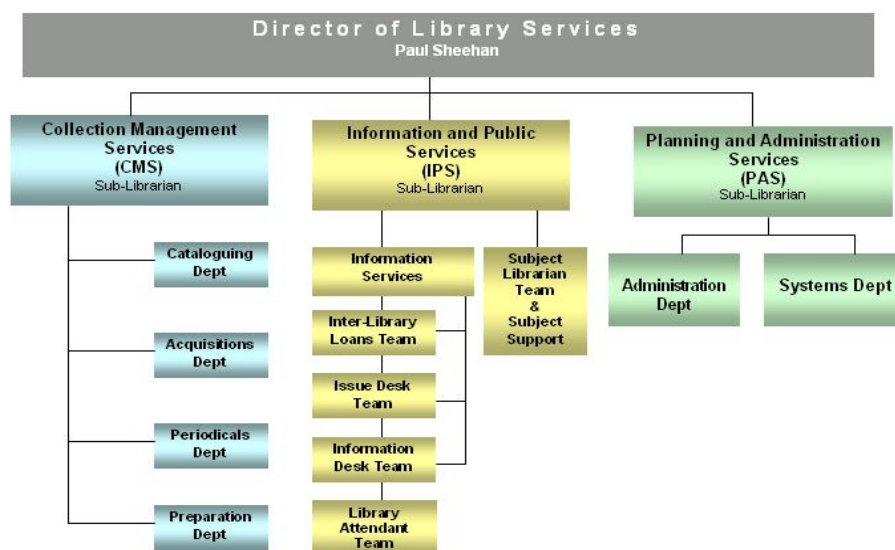 Director of Library Services
Paul Sheehan
Collection Management
Services
(CMS)
Sub-Librarian
Information and Public
Services
(IPS)
Sub-Librarian
Planning and Administration
Services
(PAS)
Sub-Librarian
Cataloguing
Dept
Acquisitions
Dept
Periodicals
Dept
Preparation
Dept
Information
Services
Inter-Library
Loans Team
Issue Desk
Team
Information
Desk Team
Library
Attendant
Team
Subject
Librarian
Team
&
Subject
Support
Administration
Dept
Systems Dept